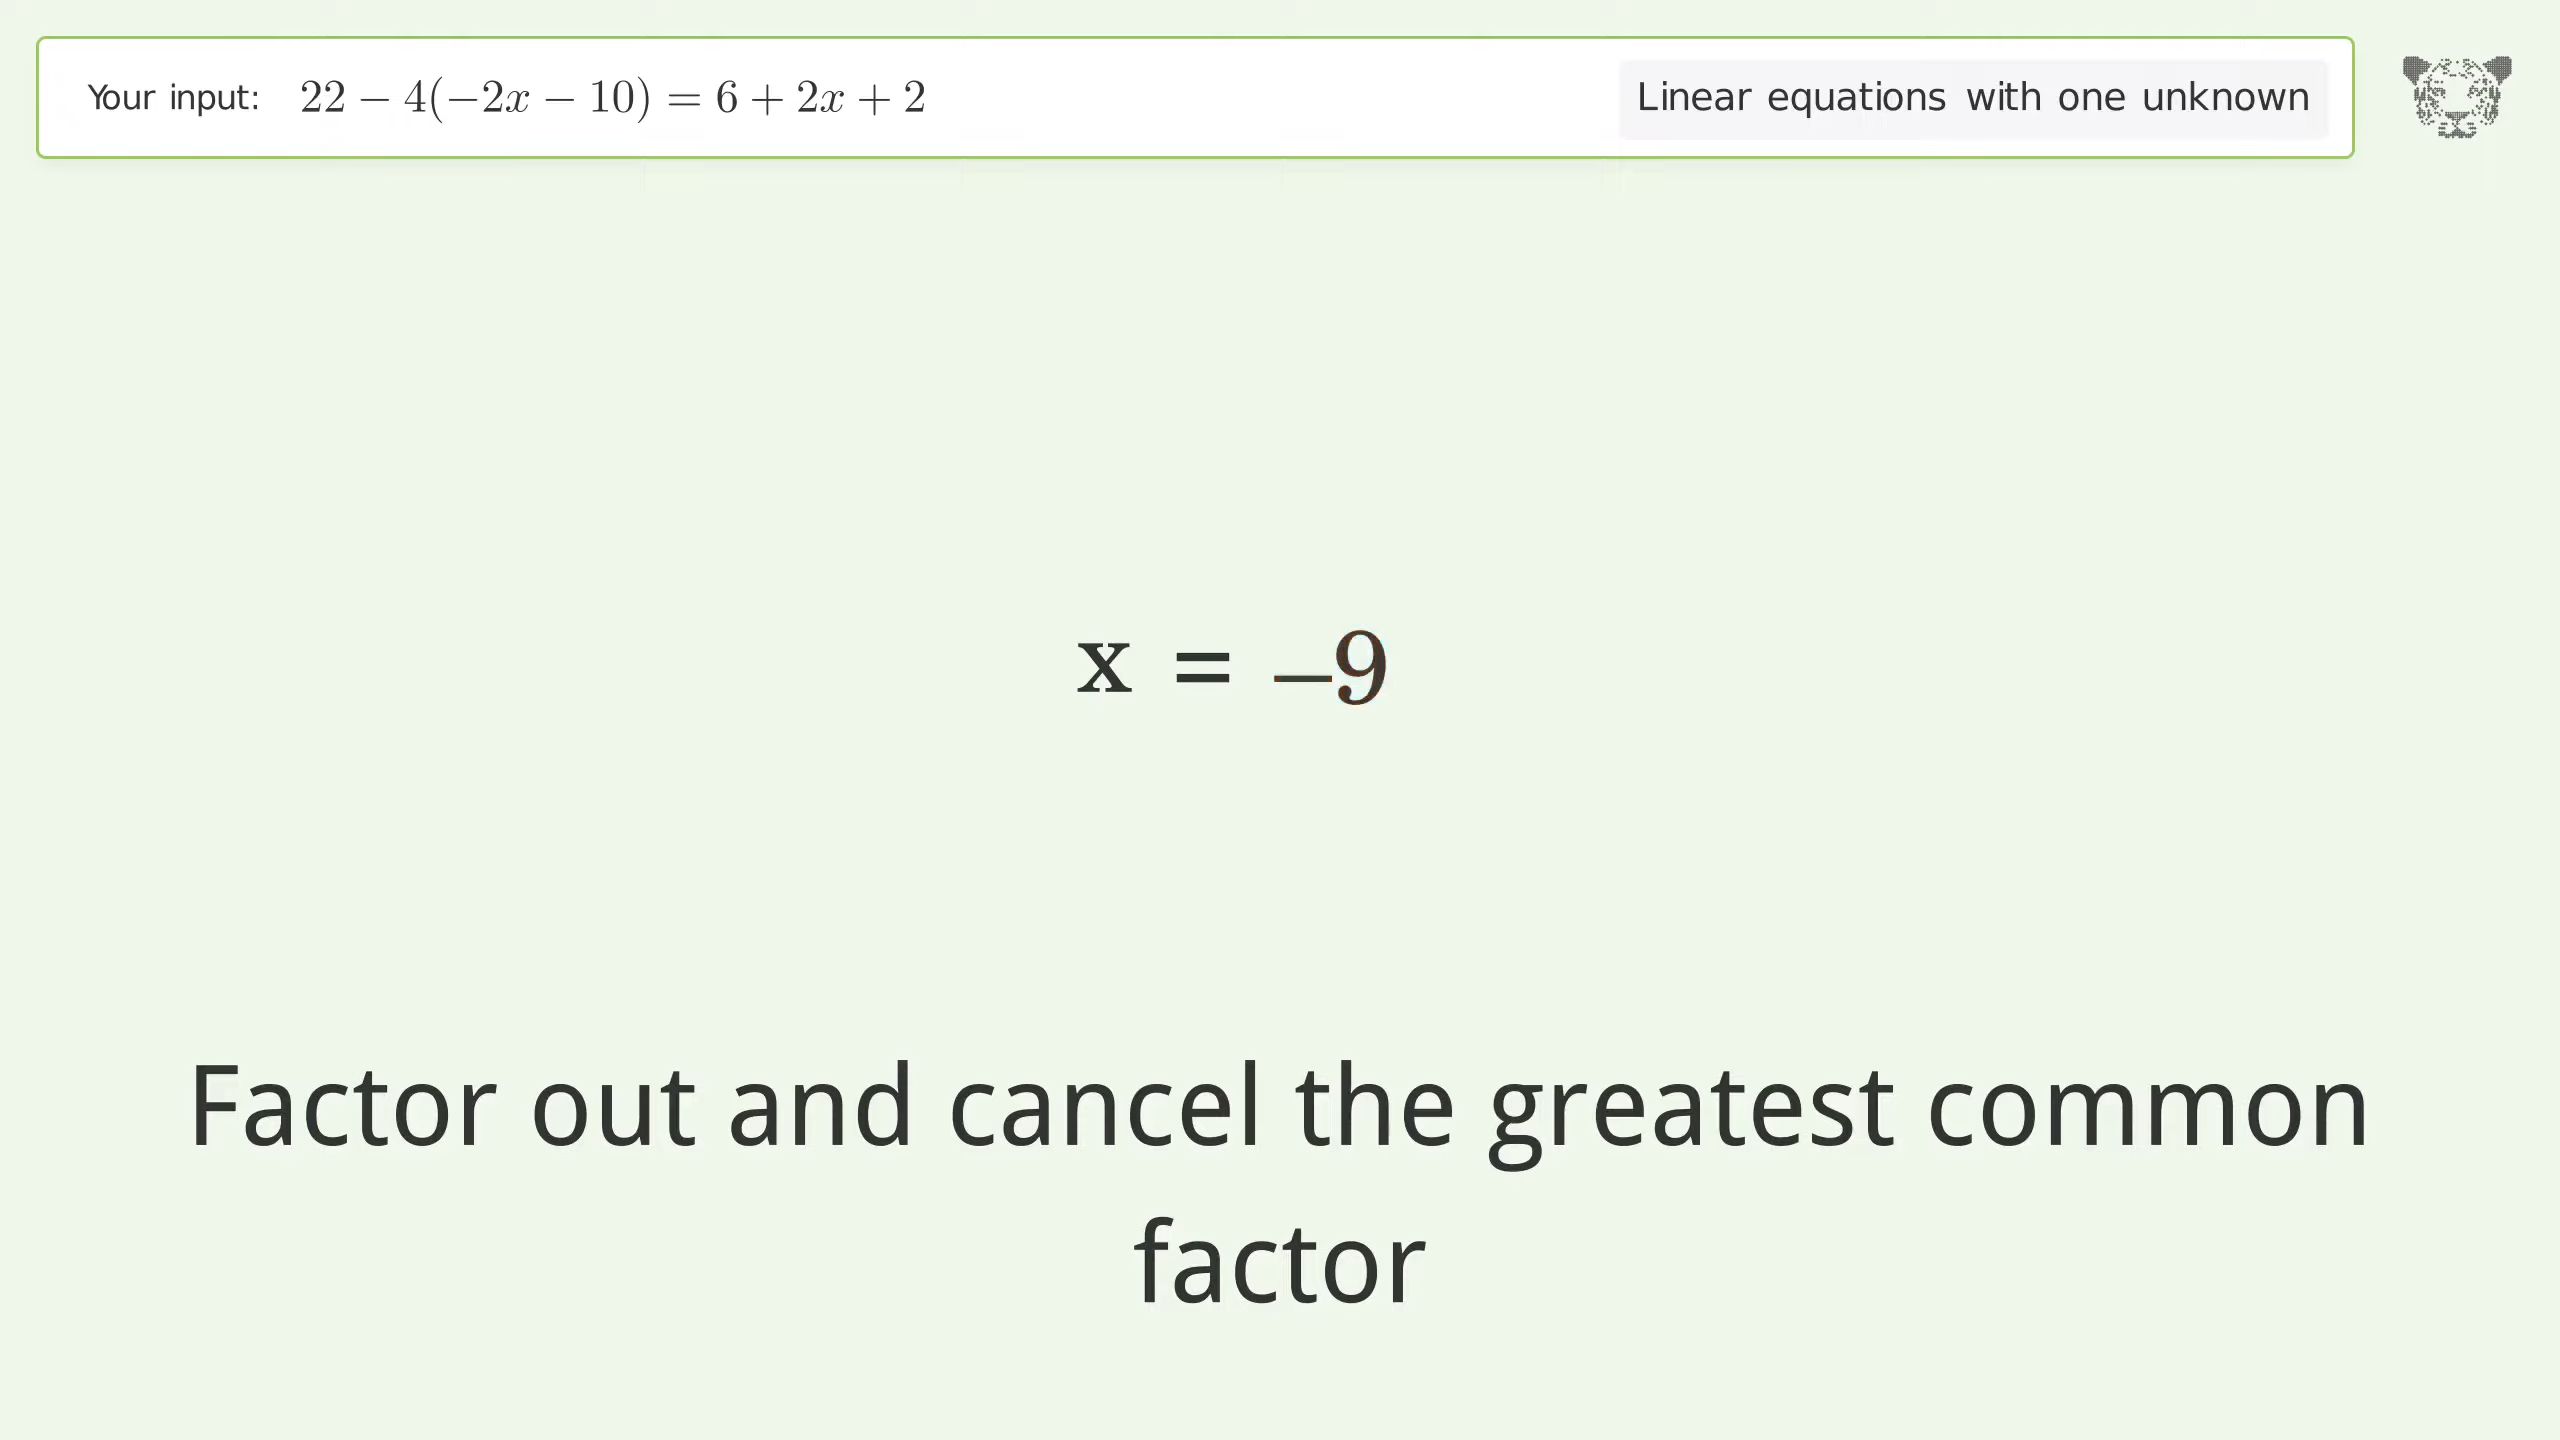 Your input: 22 − 4(−2x − 10) = 6 + 2x + 2 Linear equations with one unknown
x = −9
Factor out and cancel the greatest common
factor